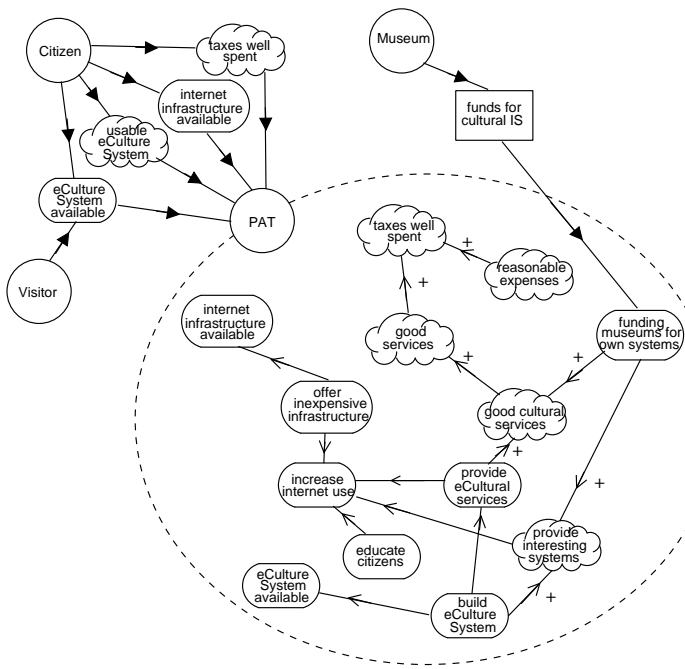 Citizen
taxes well
spent
Museum
internet
infrastructure
available
funds for
cultural IS
usable
eCulture
System
eCulture
System
available
PAT
Visitor
taxes well
spent
+
reasonable
expenses
+
internet
infrastructure
available
good
services
funding
museums for
own systems
+
+
offer
inexpensive
infrastructure
good cultural
services
+
increase
internet use
provide
eCultural
services
+
educate
citizens
provide
interesting
systems
eCulture
System
available
build
eCulture
System
+